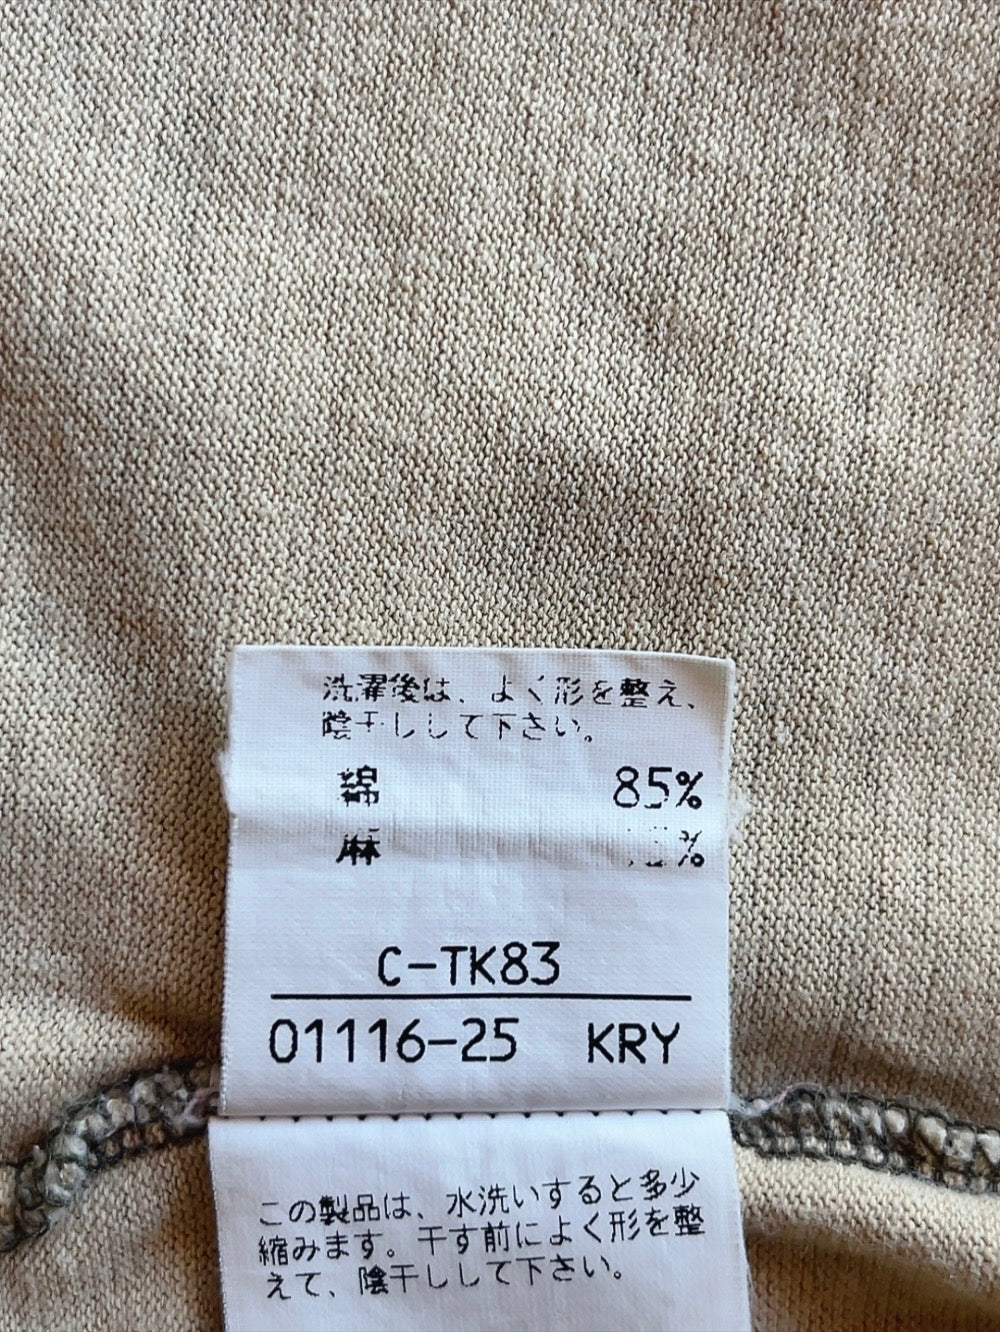 洗濯後は、よく形を整え、
陰干しして下さい。
綿 85%
麻 %
C-TK83
01116-25 KRY
この製品は、水洗いすると多少
縮みます。干す前によく形を整
えて、陰干しして下さい。